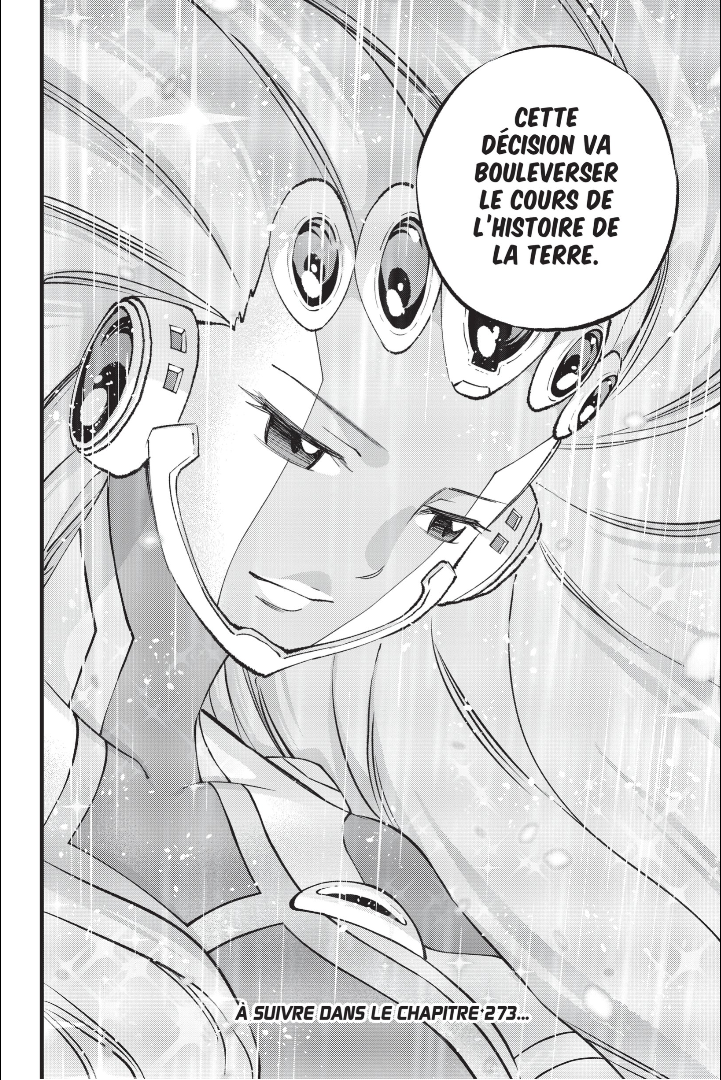 CETTE
DÉCISION VA
BOULEVERSER
LE COURS DE
L'HISTOIRE DE
LA TERRE.
À SUIVRE DANS LE CHAPITRE 273...